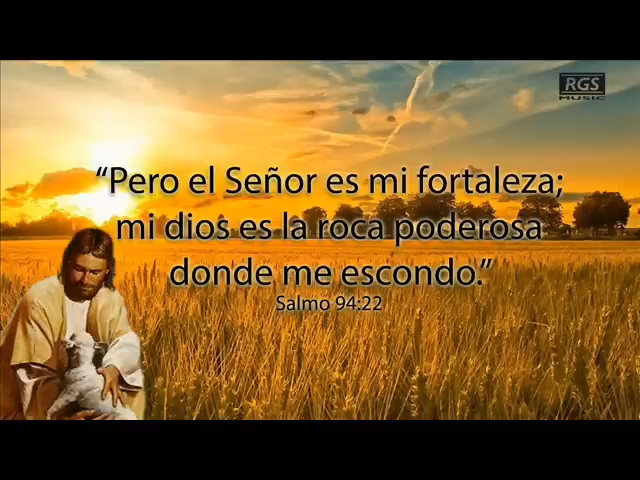 RGS
MUSIC
“Pero el Señor es mi fortaleza;
mi dios es la roca poderosa
donde me escondo.”
Salmo 94:22